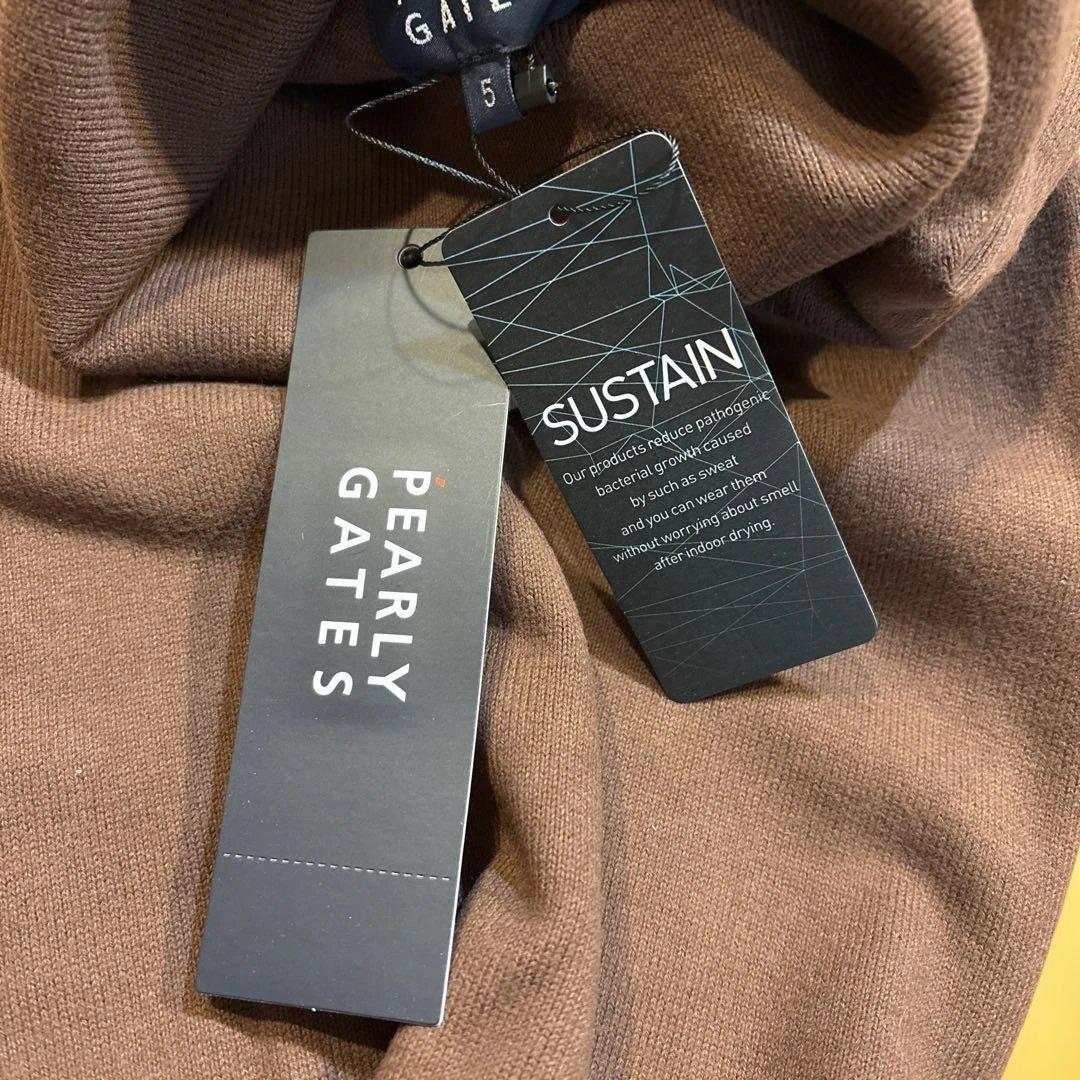 GATE
5
PEARLY
GATES
SUSTAIN
Our products reduce pathogenic
bacterial growth caused
by such as sweat
and you can wear them
without worrying about smell
after indoor drying.